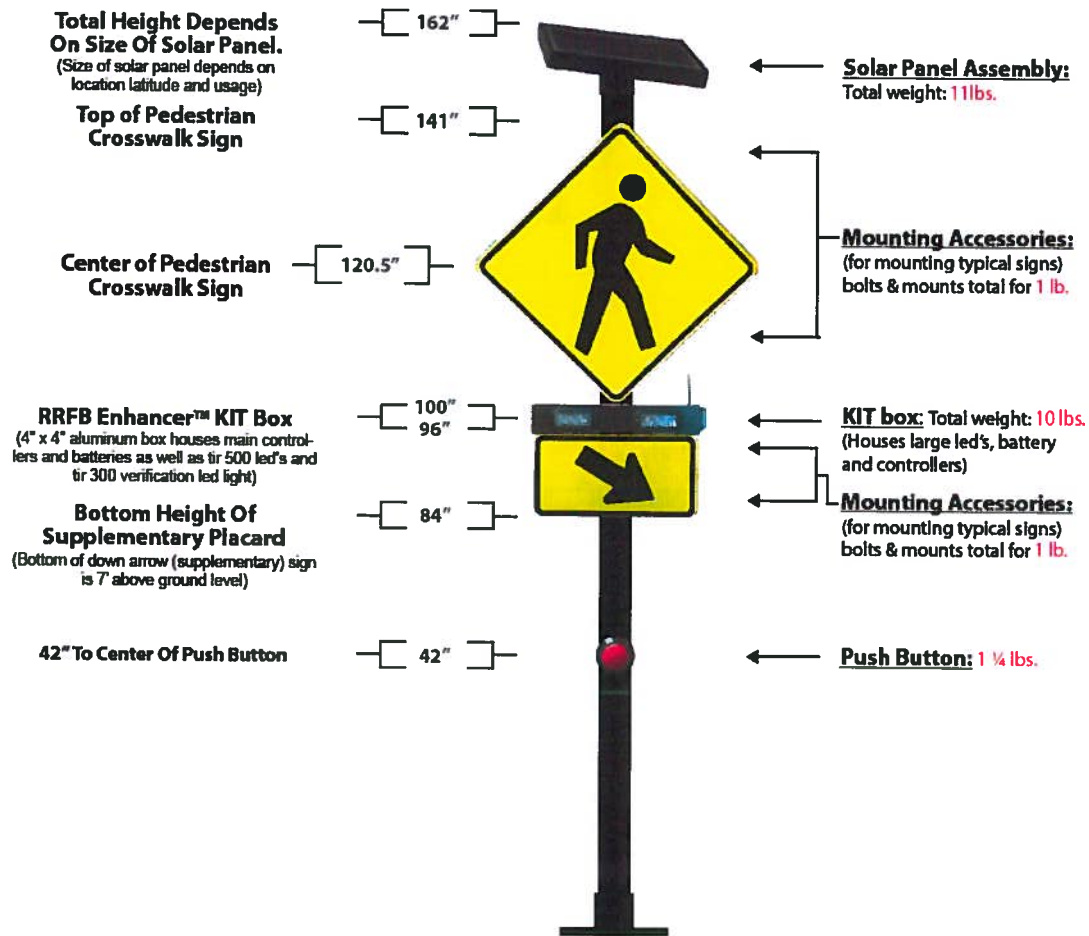 Total Height Depends
On Size Of Solar Panel.
(Size of solar panel depends on
location latitude and usage)
162"
Solar Panel Assembly:
Total weight: 11lbs.
Top of Pedestrian
Crosswalk Sign
141"
Mounting Accessories:
(for mounting typical signs)
bolts & mounts total for 1 lb.
Center of Pedestrian
Crosswalk Sign
120.5"
RRFB Enhancer™ KIT Box
(4" x 4" aluminum box houses main control-
lers and batteries as well as tir 500 led's and
tir 300 verification led light)
100"
96"
KIT box: Total weight: 10 lbs.
(Houses large led's, battery
and controllers)
Bottom Height Of
Supplementary Placard
(Bottom of down arrow (supplementary) sign
is 7' above ground level)
84"
Mounting Accessories:
(for mounting typical signs)
bolts & mounts total for 1 lb.
42" To Center Of Push Button
42"
Push Button: 1 ¼ lbs.